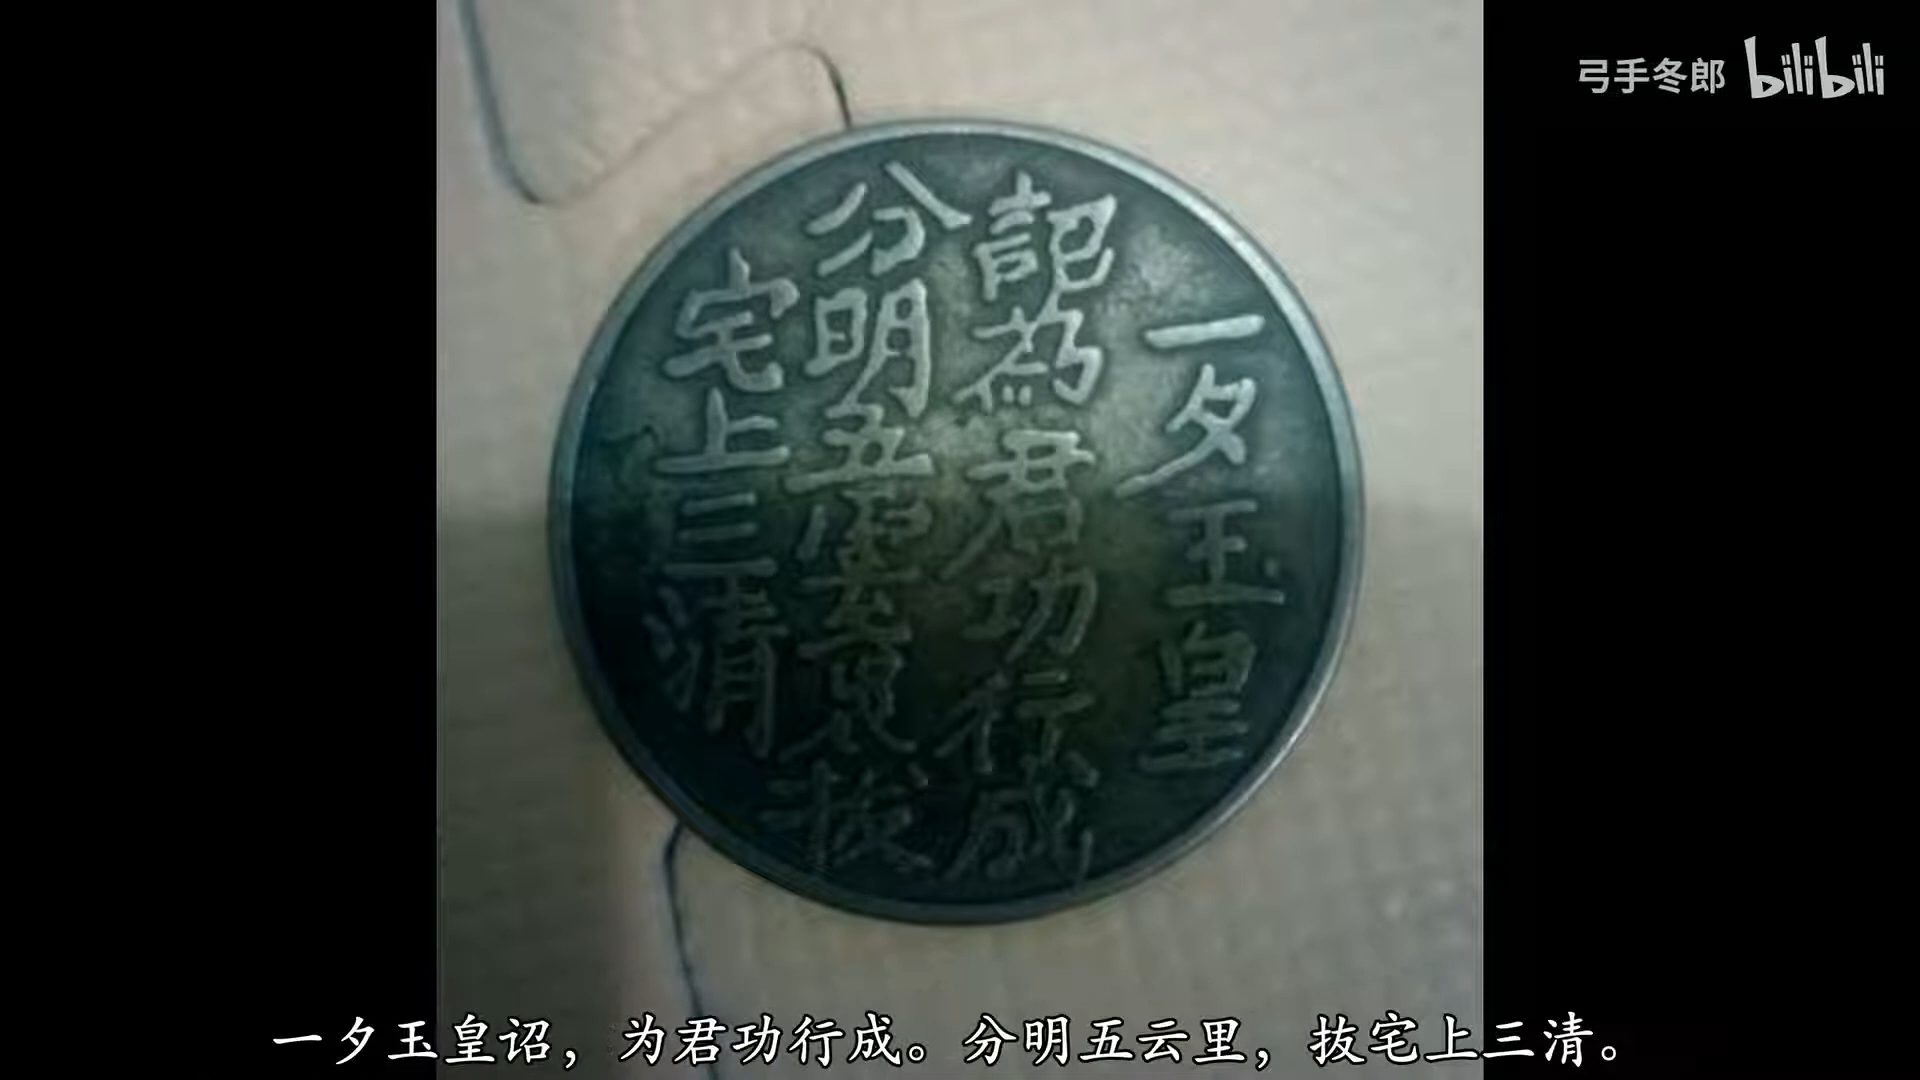 弓手冬郎 bilibili
一夕玉皇
詔為君功行成
分明五雲裏拔
宅上三清
一夕玉皇诏，为君功行成。分明五云里，拔宅上三清。